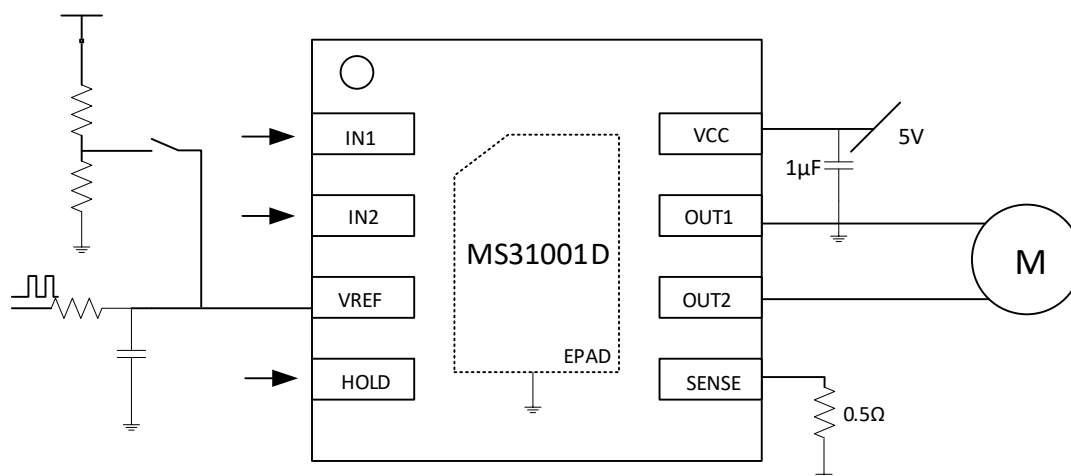 IN1
VCC
5V
1μF
IN2
OUT1
MS31001D
M
VREF
OUT2
EPAD
HOLD
SENSE
0.5Ω